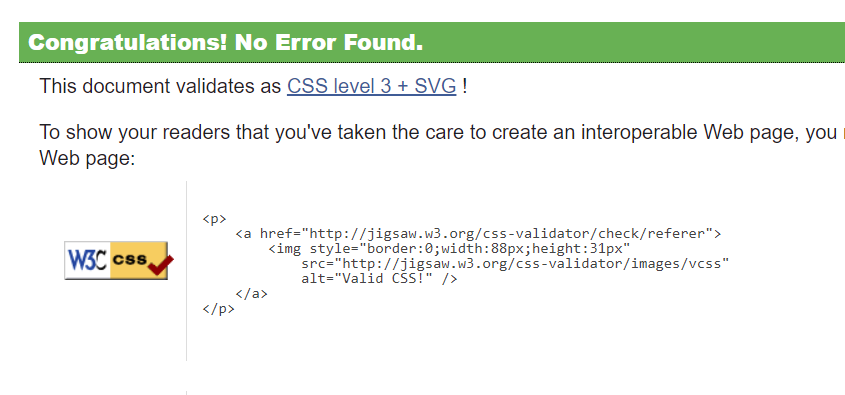 Congratulations! No Error Found.
This document validates as CSS level 3 + SVG !
To show your readers that you've taken the care to create an interoperable Web page, you
Web page:
<p>
<a href="http://jigsaw.w3.org/css-validator/check/referer">
<img style="border:0;width:88px;height:31px"
src="http://jigsaw.w3.org/css-validator/images/vcss"
alt="Valid CSS!" />
</a>
</p>
W3C css